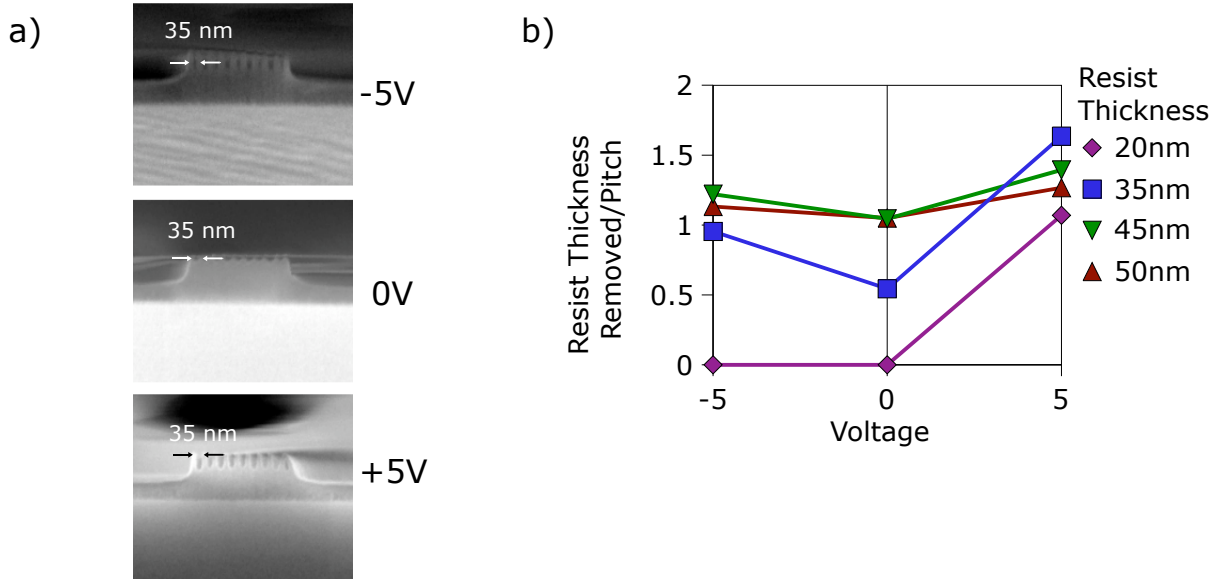 a)
35 nm
-5V
35 nm
0V
35 nm
+5V
b)
Resist Thickness
Removed/Pitch
2
1.5
1
0.5
0
-5
0
5
Voltage
Resist
Thickness
20nm
35nm
45nm
50nm